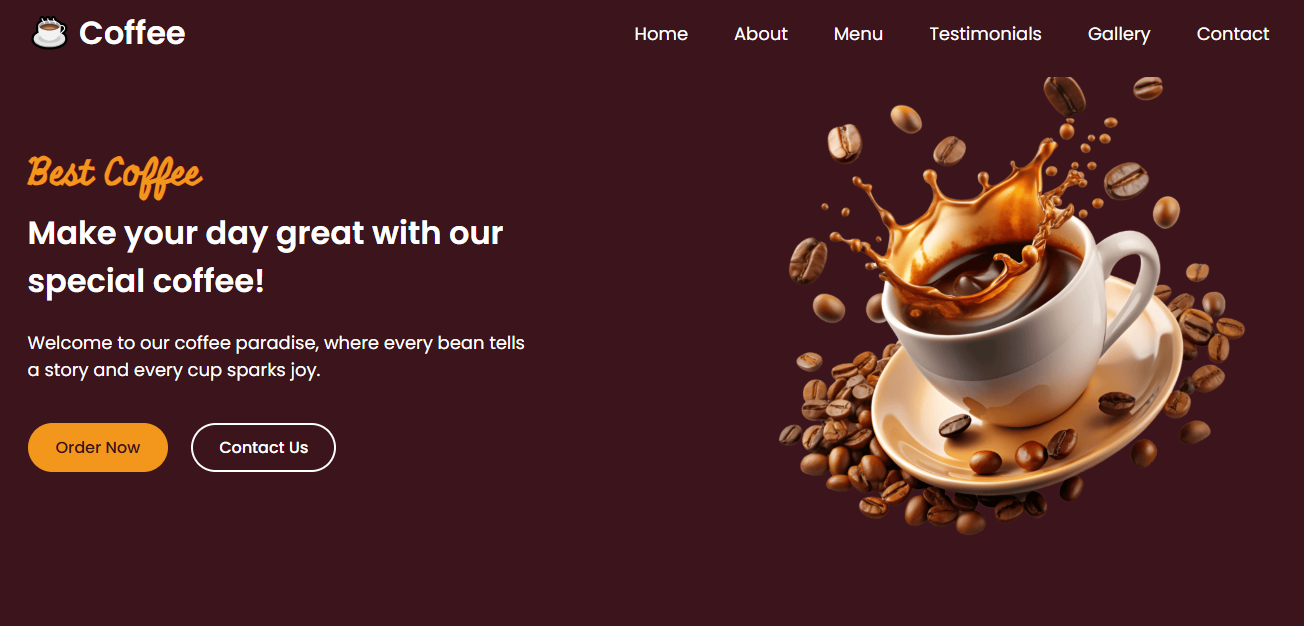 Coffee
Home About Menu Testimonials Gallery Contact
Best Coffee
Make your day great with our
special coffee!
Welcome to our coffee paradise, where every bean tells
a story and every cup sparks joy.
Order Now Contact Us